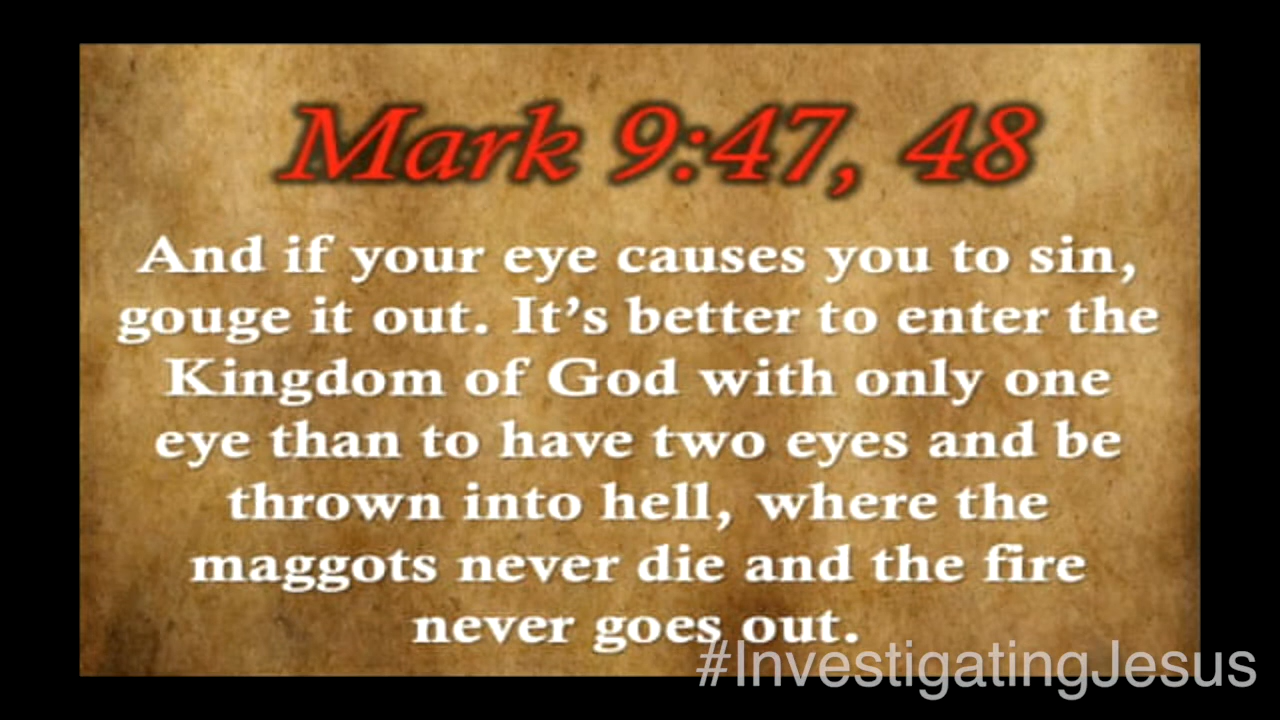 Mark 9:47, 48
And if your eye causes you to sin,
gouge it out. It’s better to enter the
Kingdom of God with only one
eye than to have two eyes and be
thrown into hell, where the
maggots never die and the fire
never goes out.
#InvestigatingJesus